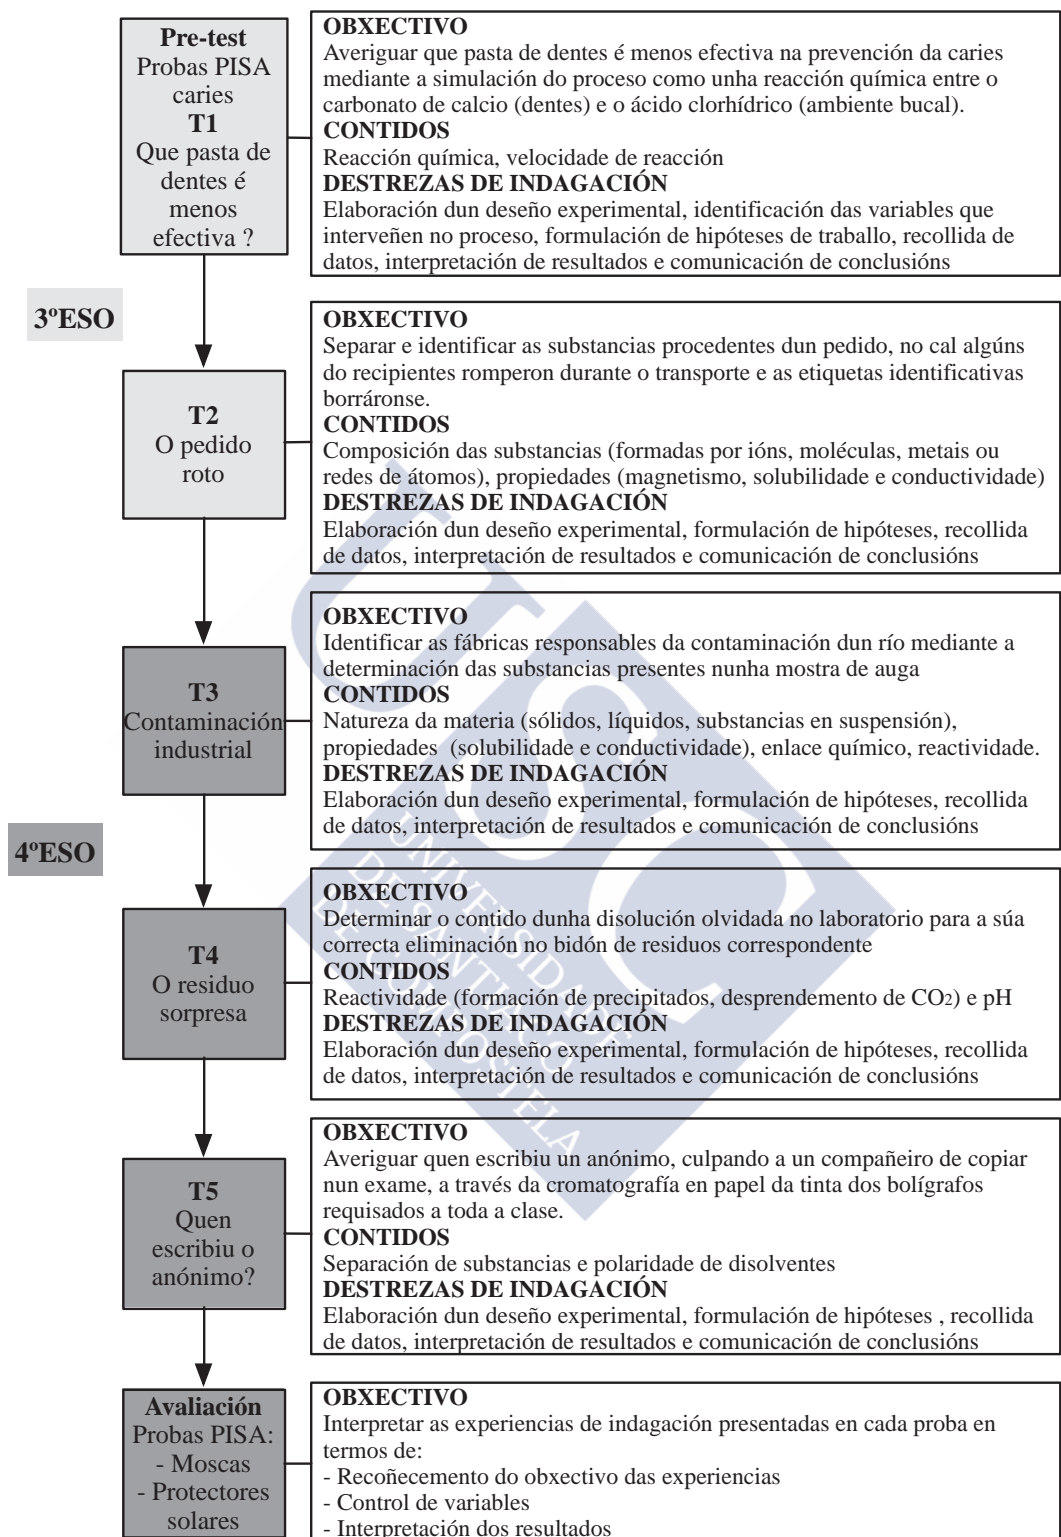 Pre-test
Probas PISA
caries
T1
Que pasta de
dentes é
menos
efectiva ?
OBXECTIVO
Averiguar que pasta de dentes é menos efectiva na prevención da caries
mediante a simulación do proceso como unha reacción química entre o
carbonato de calcio (dentes) e o ácido clorhídrico (ambiente bucal).
CONTIDOS
Reacción química, velocidade de reacción
DESTREZAS DE INDAGACIÓN
Elaboración dun deseño experimental, identificación das variables que
interveñen no proceso, formulación de hipóteses de traballo, recollida de
datos, interpretación de resultados e comunicación de conclusións
3ºESO
T2
O pedido
roto
OBXECTIVO
Separar e identificar as substancias procedentes dun pedido, no cal algúns
do recipientes romperon durante o transporte e as etiquetas identificativas
borráronse.
CONTIDOS
Composición das substancias (formadas por ións, moléculas, metais ou
redes de átomos), propiedades (magnetismo, solubilidade e conductividade)
DESTREZAS DE INDAGACIÓN
Elaboración dun deseño experimental, formulación de hipóteses, recollida
de datos, interpretación de resultados e comunicación de conclusións
T3
Contaminación
industrial
OBXECTIVO
Identificar as fábricas responsables da contaminación dun río mediante a
determinación das substancias presentes nunha mostra de auga
CONTIDOS
Natureza da materia (sólidos, líquidos, substancias en suspensión),
propiedades (solubilidade e conductividade), enlace químico, reactividade.
DESTREZAS DE INDAGACIÓN
Elaboración dun deseño experimental, formulación de hipóteses, recollida
de datos, interpretación de resultados e comunicación de conclusións
4ºESO
T4
O residuo
sorpresa
OBXECTIVO
Determinar o contido dunha disolución olvidada no laboratorio para a súa
correcta eliminación no bidón de residuos correspondente
CONTIDOS
Reactividade (formación de precipitados, desprendemento de CO2) e pH
DESTREZAS DE INDAGACIÓN
Elaboración dun deseño experimental, formulación de hipóteses, recollida
de datos, interpretación de resultados e comunicación de conclusións
T5
Quen
escribiu o
anónimo?
OBXECTIVO
Averiguar quen escribiu un anónimo, culpando a un compañeiro de copiar
nun exame, a través da cromatografía en papel da tinta dos bolígrafos
requisados a toda a clase.
CONTIDOS
Separación de substancias e polaridade de disolventes
DESTREZAS DE INDAGACIÓN
Elaboración dun deseño experimental, formulación de hipóteses , recollida
de datos, interpretación de resultados e comunicación de conclusións
Avaliación
Probas PISA:
- Moscas
- Protectores
solares
OBXECTIVO
Interpretar as experiencias de indagación presentadas en cada proba en
termos de:
- Recoñecemento do obxectivo das experiencias
- Control de variables
- Interpretación dos resultados
USC
UNIVERSIDADE
DE SANTIAGO
DE COMPOSTELA